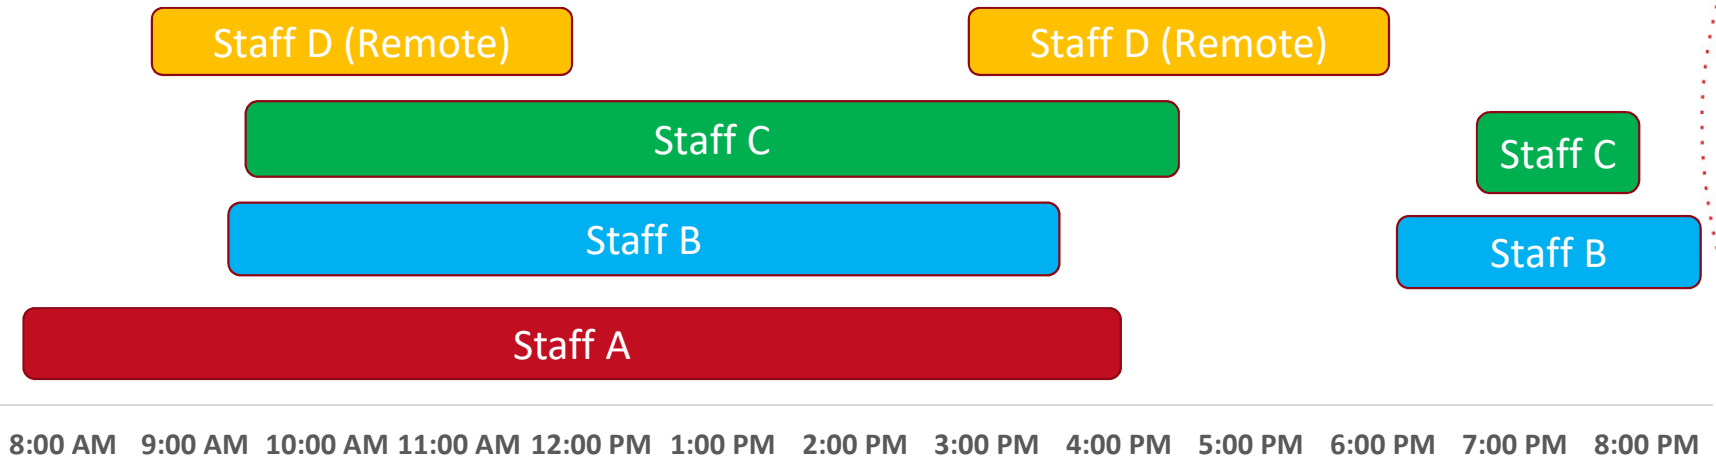 Staff D (Remote) Staff D (Remote)
Staff C
Staff C
Staff B
Staff B
Staff A
8:00 AM 9:00 AM 10:00 AM 11:00 AM 12:00 PM 1:00 PM 2:00 PM 3:00 PM 4:00 PM 5:00 PM 6:00 PM 7:00 PM 8:00 PM